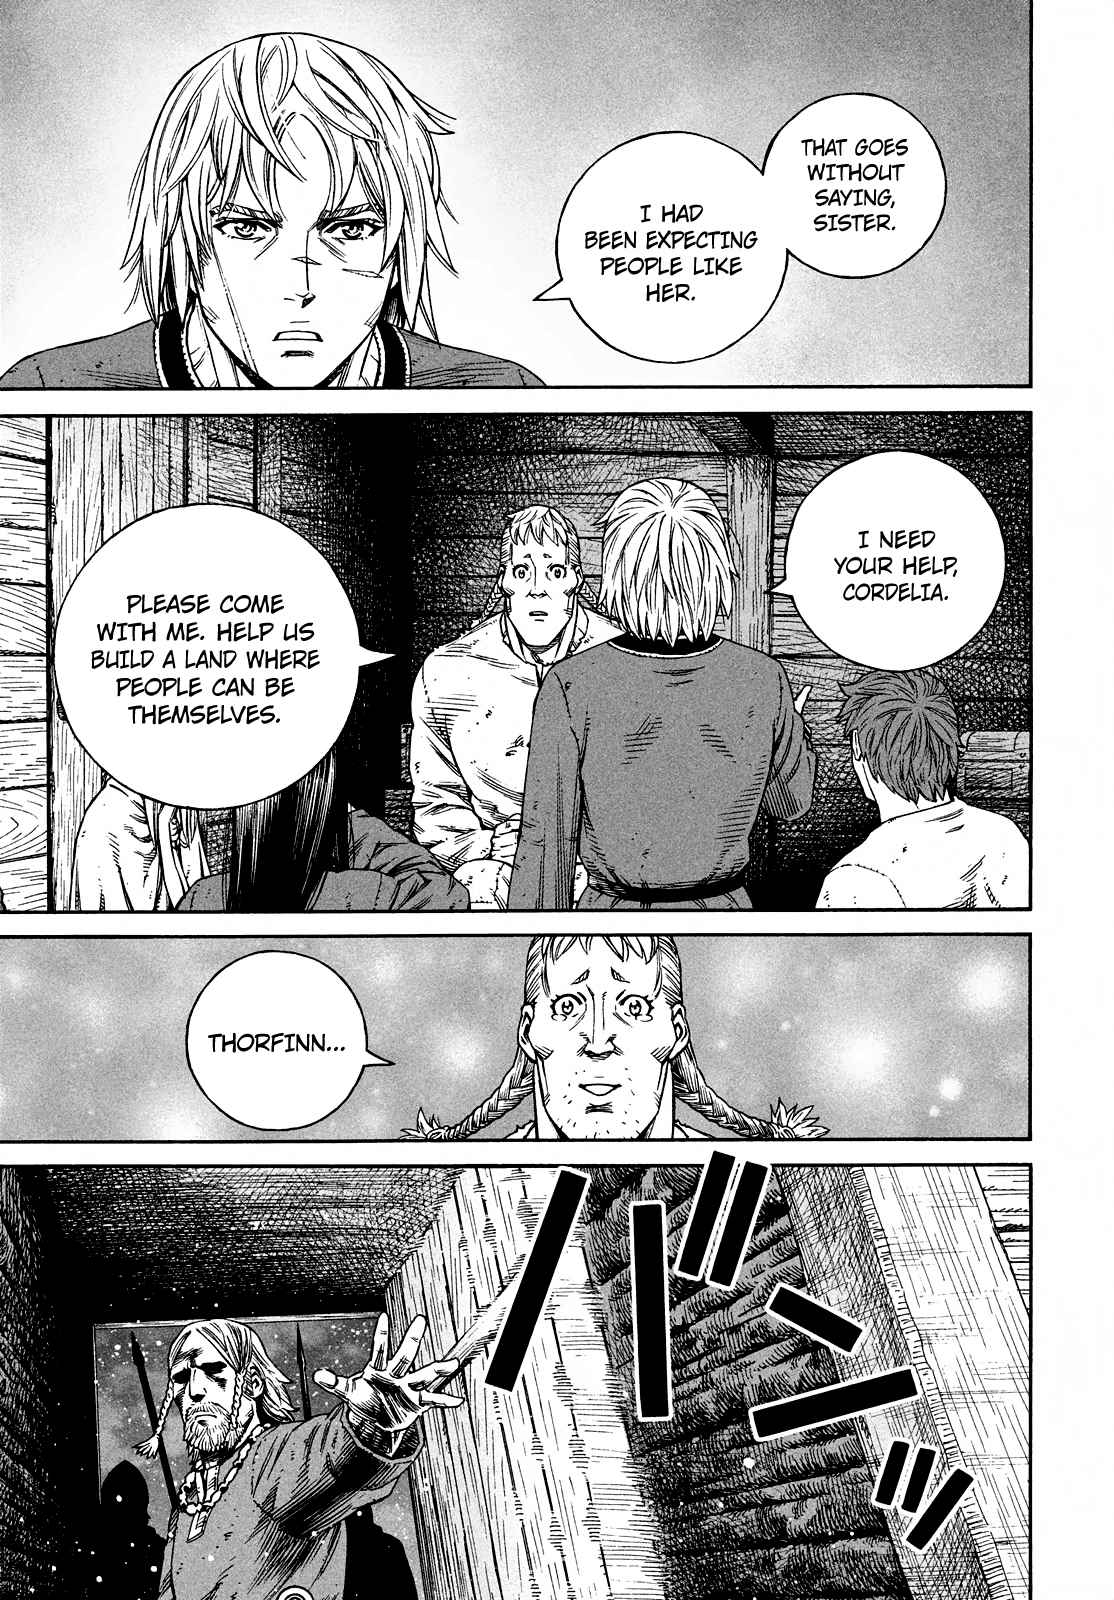 THAT GOES
WITHOUT
SAYING,
SISTER.
I HAD
BEEN EXPECTING
PEOPLE LIKE
HER.
I NEED
YOUR HELP,
CORDELIA.
PLEASE COME
WITH ME. HELP US
BUILD A LAND WHERE
PEOPLE CAN BE
THEMSELVES.
THORFINN...
バンッ